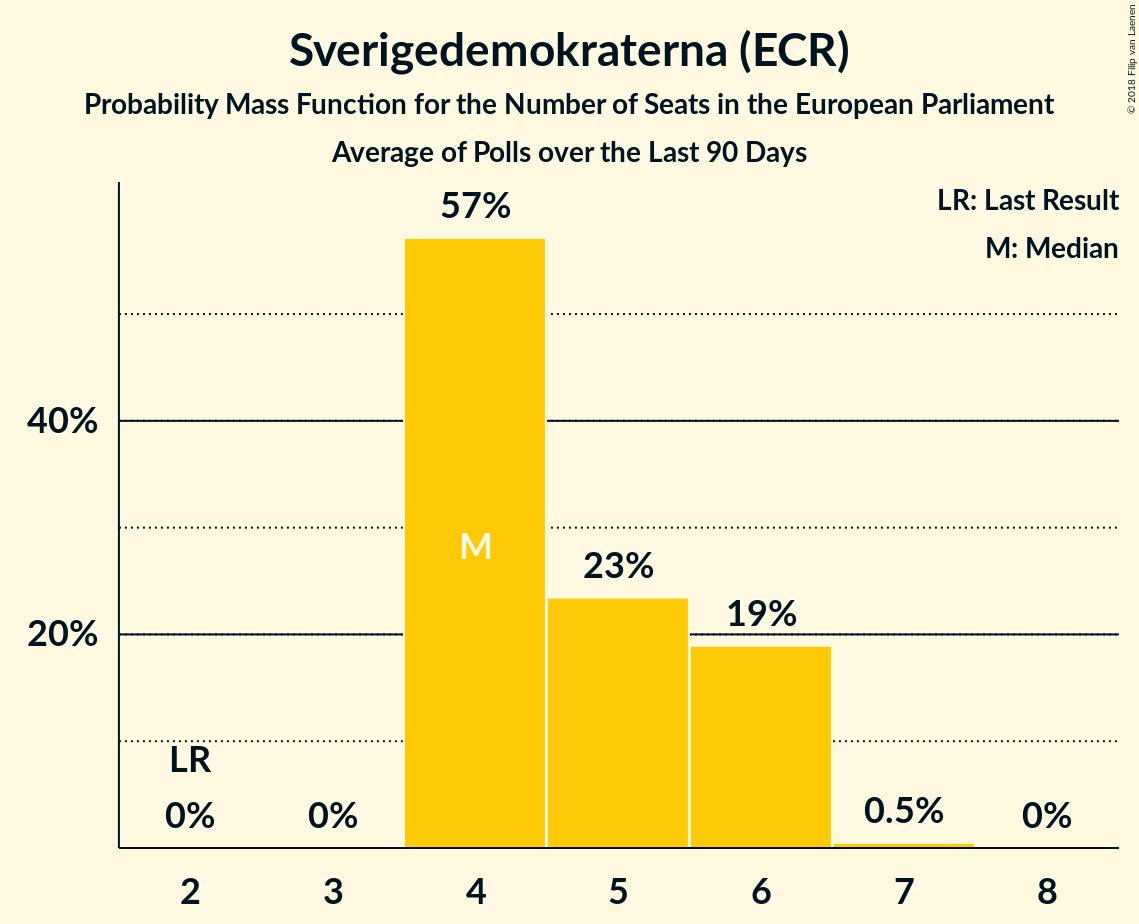 Sverigedemokraterna (ECR)
Probability Mass Function for the Number of Seats in the European Parliament
Average of Polls over the Last 90 Days
© 2018 Filip van Laenen
LR: Last Result
M: Median
57%
40%
M
23%
19%
20%
LR
0%
0%
0.5%
0%
2 3 4 5 6 7 8